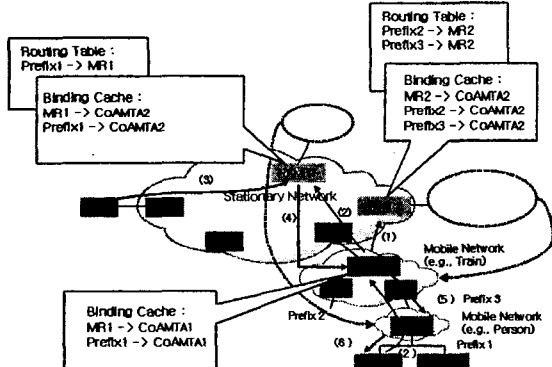 Routing Table :
Prefix1 -> MR1
Binding Cache :
MR1 -> CoAMTA2
Prefix1 -> CoAMTA2
Routing Table :
Prefix2 -> MR2
Prefix3 -> MR2
Binding Cache :
MR2 -> CoAMTA2
Prefix2 -> CoAMTA2
Prefix3 -> CoAMTA2
(3)
Stationary Network
(4)
(2)
(1)
Mobile Network
(e.g., Train)
(5) Prefix 3
Prefix 2
Mobile Network
(e.g., Person)
Prefix 1
(6)
(2)
Binding Cache :
MR1 -> CoAMTA1
Prefix1 -> CoAMTA1